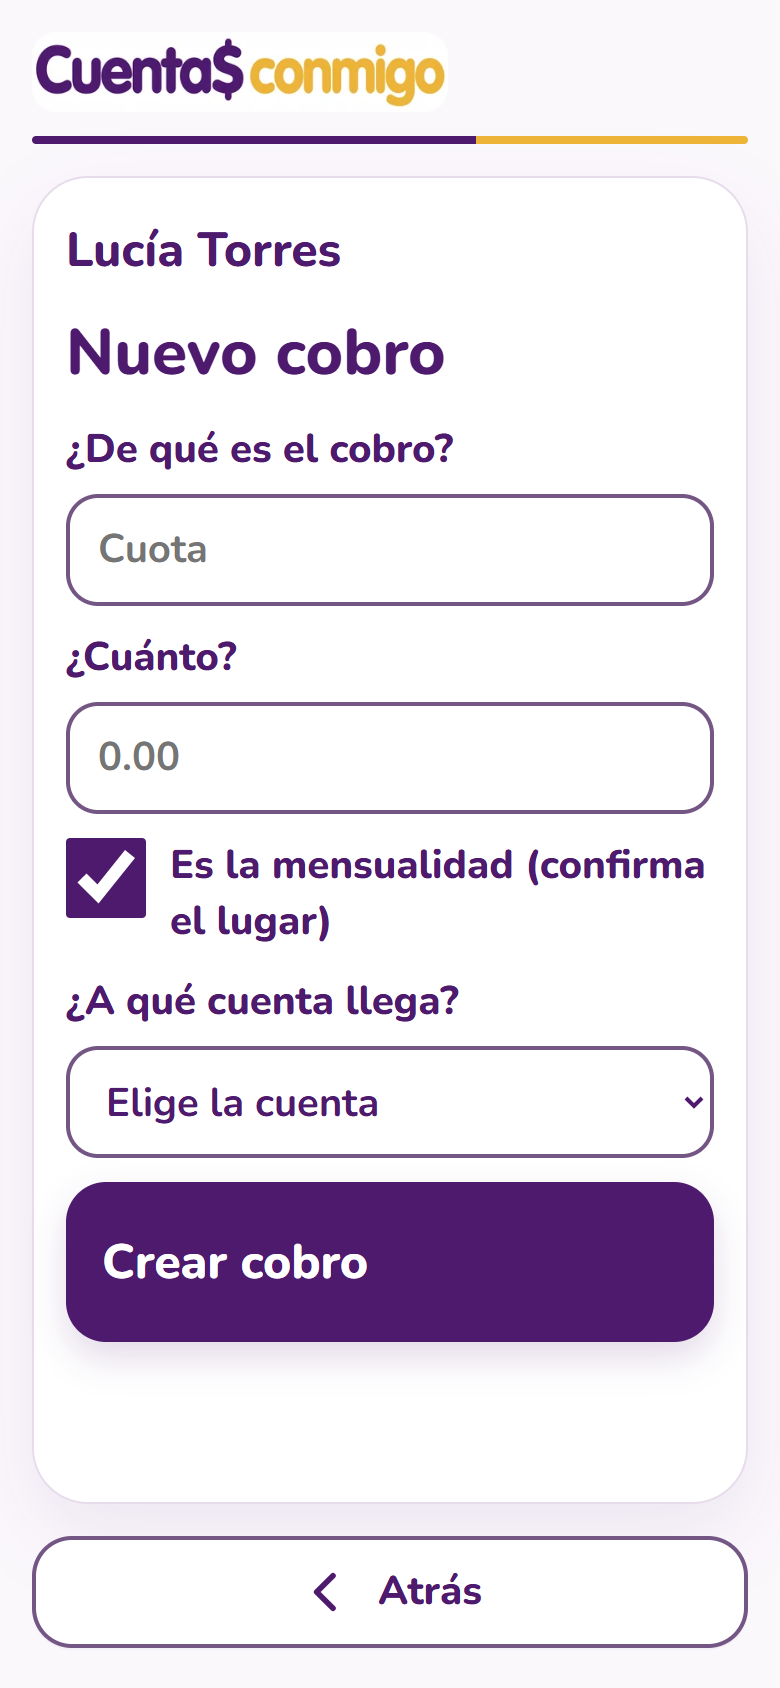 Cuenta$ conmigo
Lucía Torres
Nuevo cobro
¿De qué es el cobro?
Cuota
¿Cuánto?
0.00
Es la mensualidad (confirma
el lugar)
¿A qué cuenta llega?
Elige la cuenta
Crear cobro
Atrás